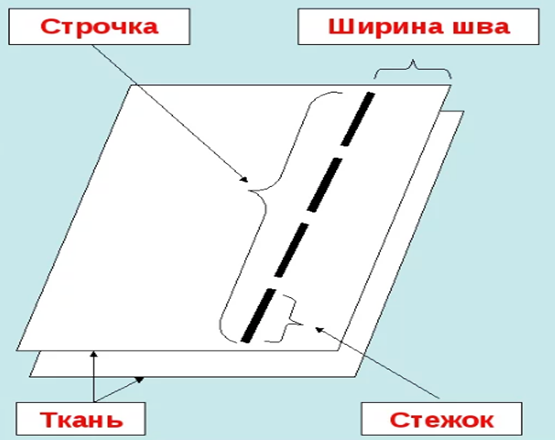 Строчка
Ширина шва
Ткань
Стежок